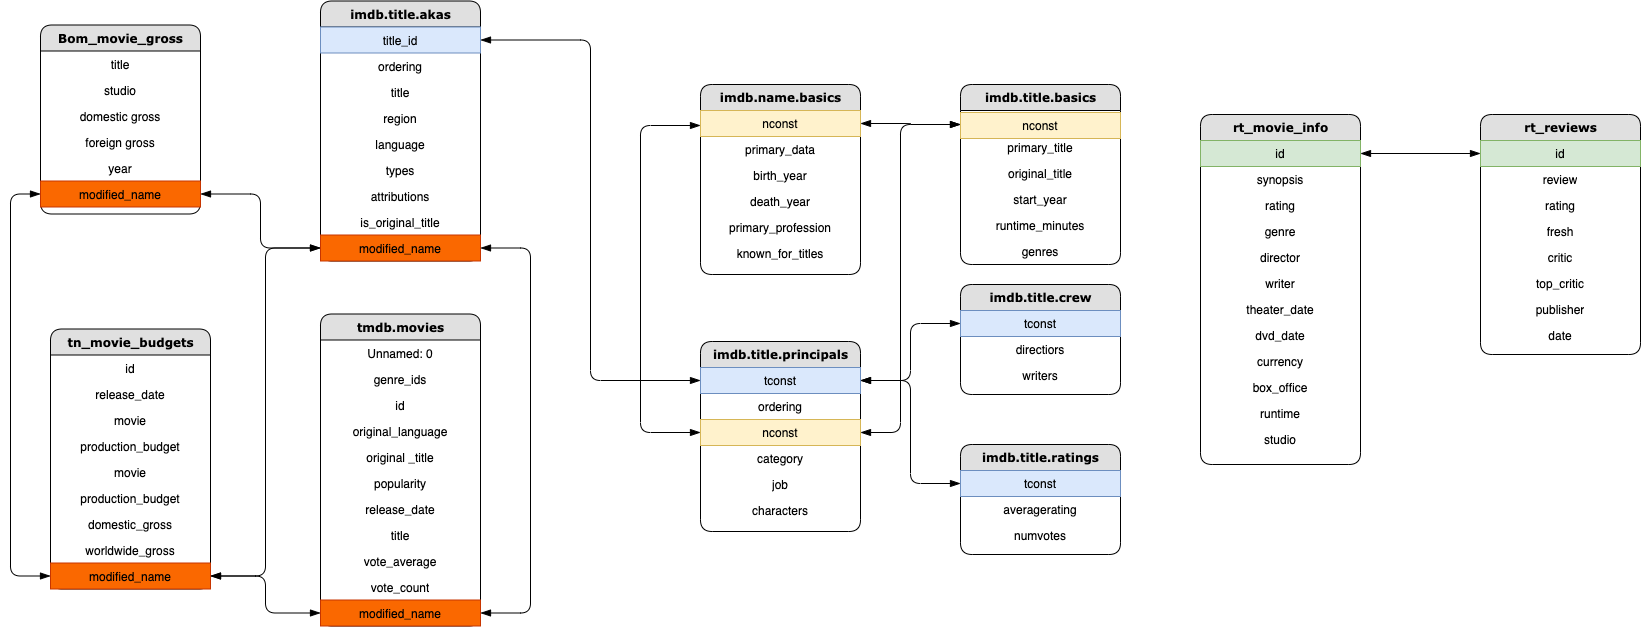 Bom_movie_gross
title
studio
domestic gross
foreign gross
year
modified_name
tn_movie_budgets
id
release_date
movie
production_budget
movie
production_budget
domestic_gross
worldwide_gross
modified_name
imdb.title.akas
title_id
ordering
title
region
language
types
attributions
is_original_title
modified_name
tmdb.movies
Unnamed: 0
genre_ids
id
original_language
original _title
popularity
release_date
title
vote_average
vote_count
modified_name
imdb.name.basics
nconst
primary_data
birth_year
death_year
primary_profession
known_for_titles
imdb.title.principals
tconst
ordering
nconst
category
job
characters
imdb.title.basics
nconst
primary_title
original_title
start_year
runtime_minutes
genres
imdb.title.crew
tconst
directiors
writers
imdb.title.ratings
tconst
averagerating
numvotes
rt_movie_info
id
synopsis
rating
genre
director
writer
theater_date
dvd_date
currency
box_office
runtime
studio
rt_reviews
id
review
rating
fresh
critic
top_critic
publisher
date